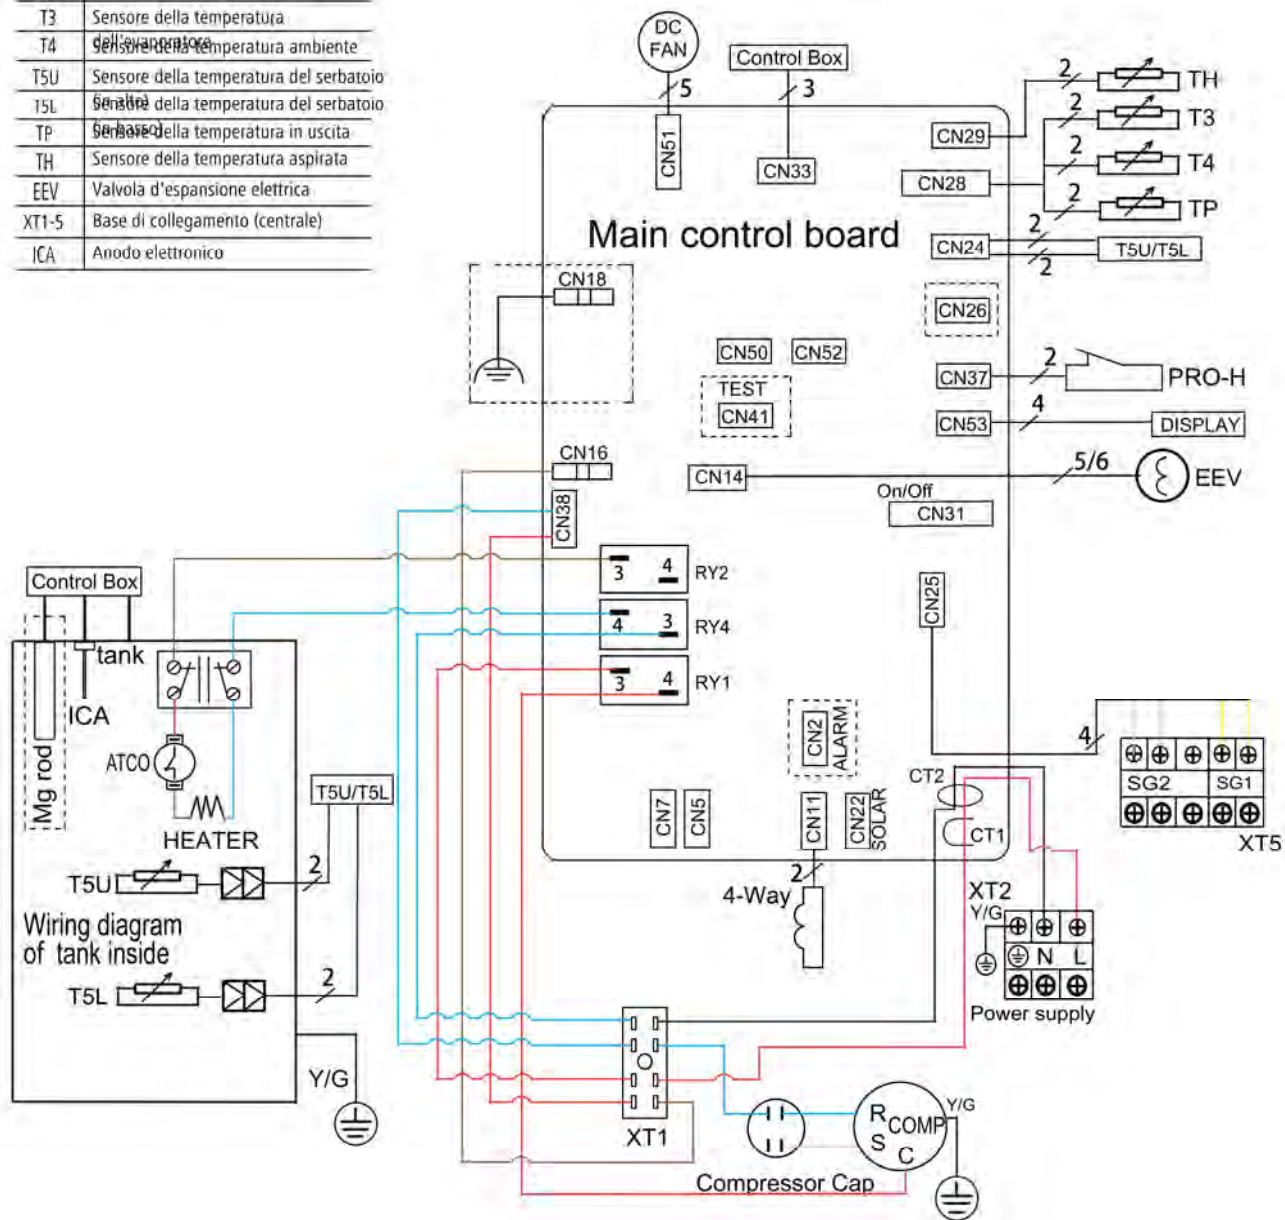 T3 Sensore della temperatura
dell'evaporatore
T4 Sensore della temperatura ambiente
T5U Sensore della temperatura del serbatoio
(in alto)
T5L Sensore della temperatura del serbatoio
(in basso)
TP Sensore della temperatura in uscita
TH Sensore della temperatura aspirata
EEV Valvola d'espansione elettrica
XT1-5 Base di collegamento (centrale)
ICA Anodo elettronico
DC
FAN
5
CN51
Control Box
3
CN33
Main control board
CN29
2
TH
CN28
2
T3
2
T4
2
TP
CN24
2
2
T5U/T5L
CN26
CN18
CN50
CN52
TEST
CN41
CN37
2
PRO-H
CN53
4
DISPLAY
CN16
CN14
5/6
EEV
On/Off
CN31
CN38
3 4
RY2
4 3
RY4
3 4
RY1
CN25
CN2
ALARM
CN7
CN5
CN11
CN22
SOLAR
2
4-Way
CT2
CT1
4
SG2 SG1
XT5
XT2
Y/G
N L
Power supply
Control Box
tank
ICA
Mg rod
ATCO
HEATER
T5U/T5L
T5U
2
Wiring diagram
of tank inside
T5L
2
Y/G
XT1
R
S
C
COMP
Y/G
Compressor Cap